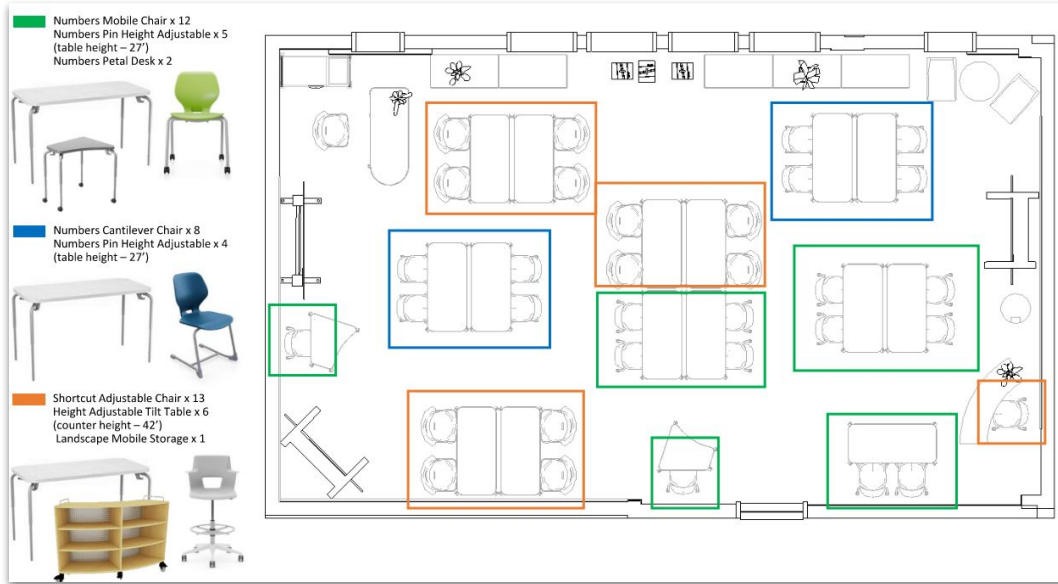 Numbers Mobile Chair x 12
Numbers Pin Height Adjustable x 5
(table height – 27')
Numbers Petal Desk x 2
Numbers Cantilever Chair x 8
Numbers Pin Height Adjustable x 4
(table height – 27')
Shortcut Adjustable Chair x 13
Height Adjustable Tilt Table x 6
(counter height – 42')
Landscape Mobile Storage x 1